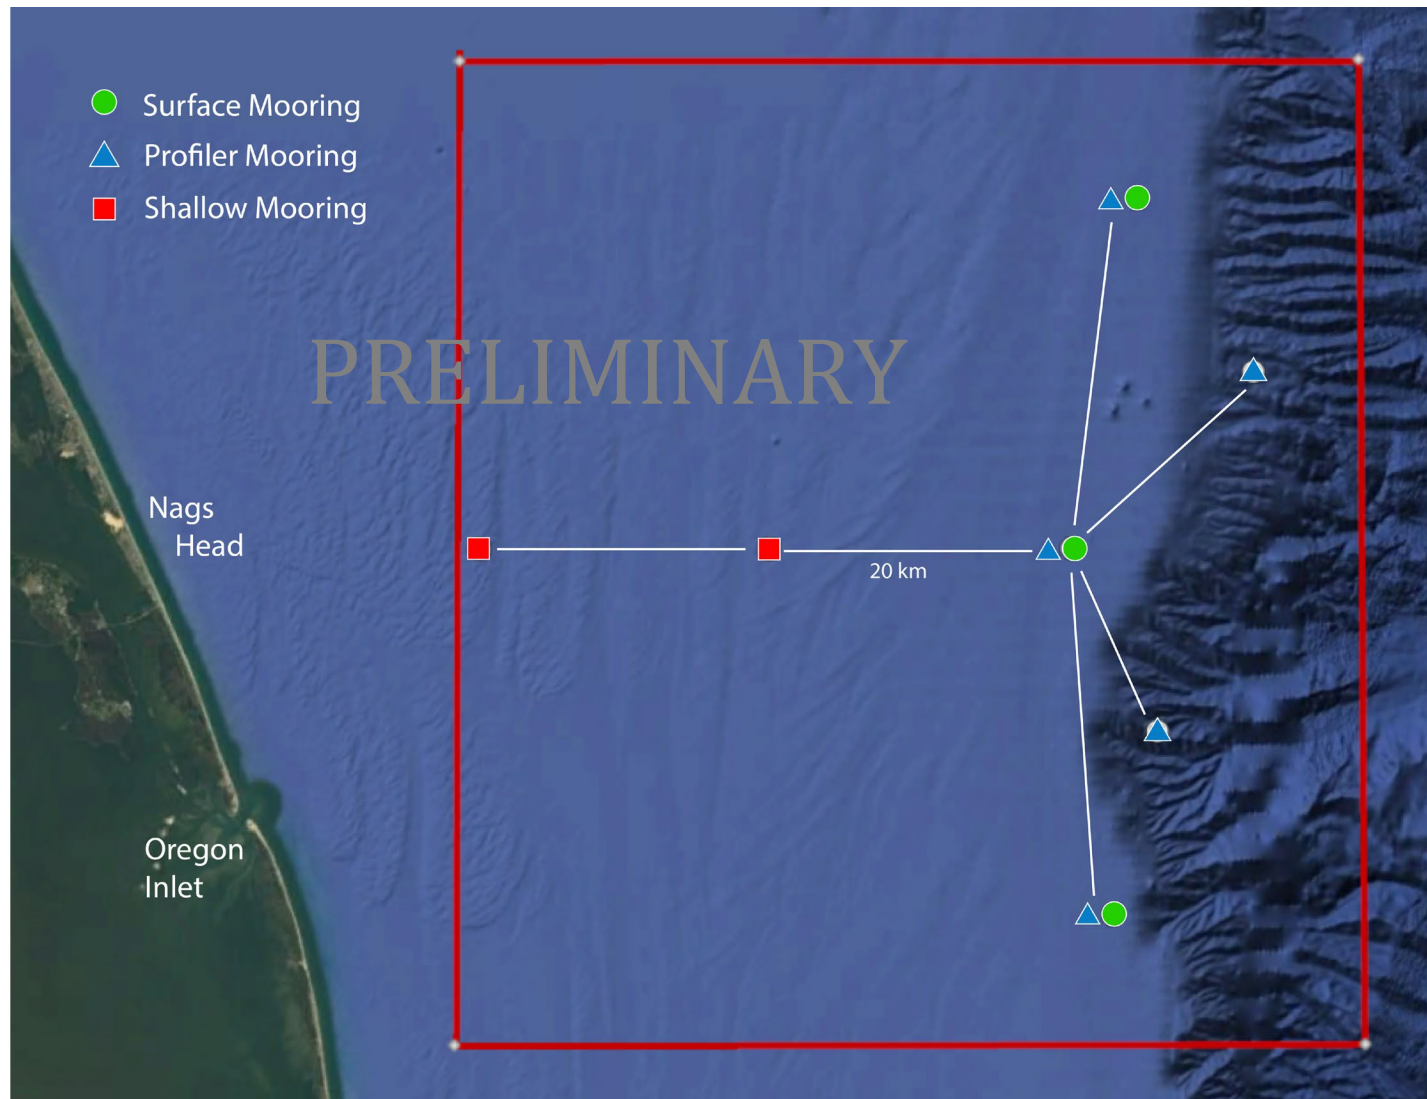 Surface Mooring
Profiler Mooring
Shallow Mooring
PRELIMINARY
Nags
Head
20 km
Oregon
Inlet